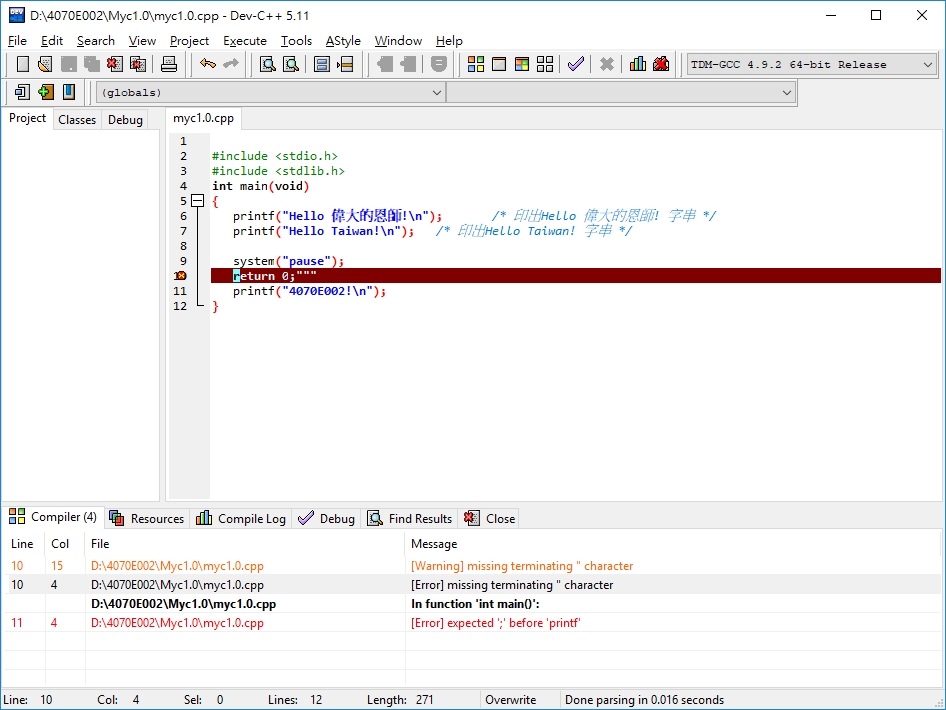 D:\4070E002\Myc1.0\myc1.0.cpp - Dev-C++ 5.11
File Edit Search View Project Execute Tools AStyle Window Help
TDM-GCC 4.9.2 64-bit Release
(globals)
Project Classes Debug
myc1.0.cpp
1
2 #include <stdio.h>
3 #include <stdlib.h>
4 int main(void)
5 {
6 printf("Hello 偉大的恩師!\n"); /* 印出Hello 偉大的恩師! 字串 */
7 printf("Hello Taiwan!\n"); /* 印出Hello Taiwan! 字串 */
8
9 system("pause");
10 return 0;"""
11 printf("4070E002!\n");
12 }
Compiler (4) Resources Compile Log Debug Find Results Close
Line Col File Message
10 15 D:\4070E002\Myc1.0\myc1.0.cpp [Warning] missing terminating " character
10 4 D:\4070E002\Myc1.0\myc1.0.cpp [Error] missing terminating " character
D:\4070E002\Myc1.0\myc1.0.cpp In function 'int main()':
11 4 D:\4070E002\Myc1.0\myc1.0.cpp [Error] expected ';' before 'printf'
Line: 10 Col: 4 Sel: 0 Lines: 12 Length: 271 Overwrite Done parsing in 0.016 seconds